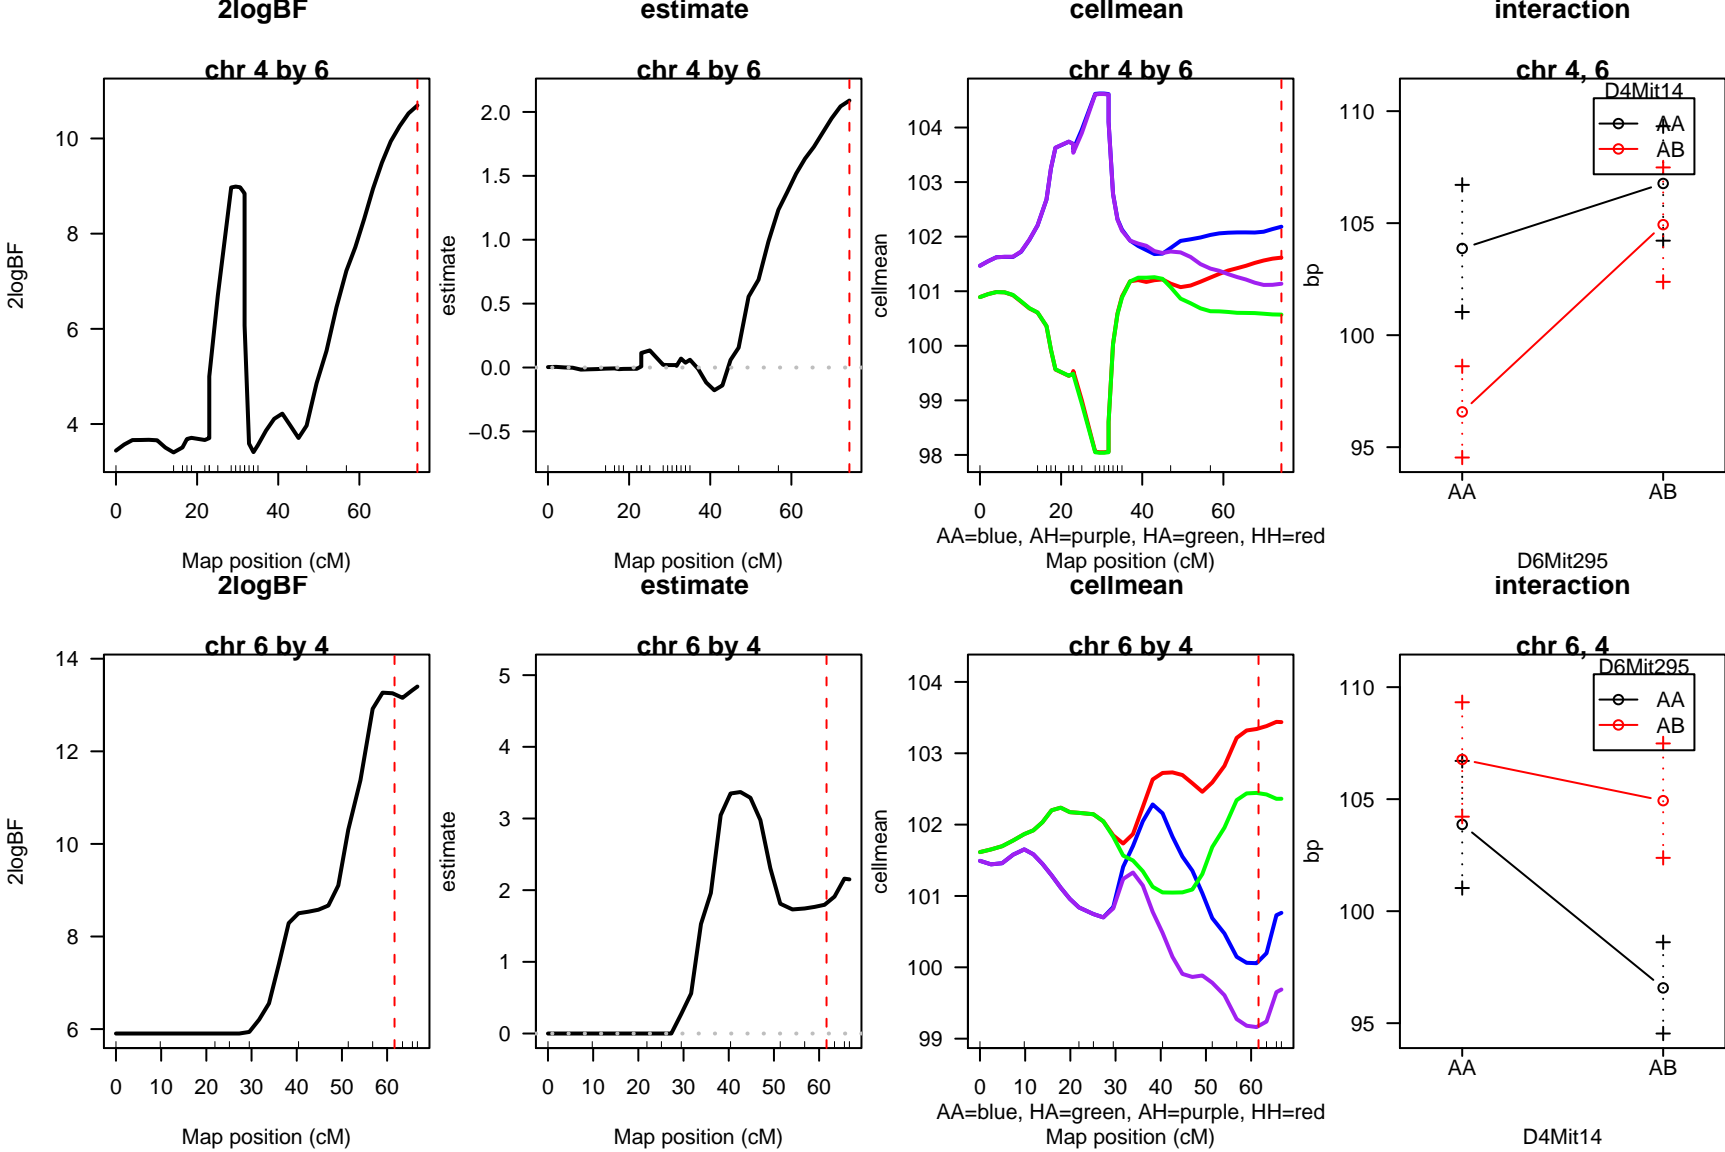 2logBF
chr 4 by 6
2logBF
10
8
6
4
0
20
40
60
Map position (cM)
estimate
chr 4 by 6
estimate
2.0
1.5
1.0
0.5
0.0
−0.5
0
20
40
60
Map position (cM)
cellmean
chr 4 by 6
cellmean
104
103
102
101
100
99
98
0
20
40
60
AA=blue, AH=purple, HA=green, HH=red
Map position (cM)
interaction
chr 4, 6
bp
110
105
100
95
D4Mit14
AA
AB
AA
AB
D6Mit295
2logBF
chr 6 by 4
2logBF
14
12
10
8
6
0
10
20
30
40
50
60
Map position (cM)
estimate
chr 6 by 4
estimate
5
4
3
2
1
0
0
10
20
30
40
50
60
Map position (cM)
cellmean
chr 6 by 4
cellmean
104
103
102
101
100
99
0
10
20
30
40
50
60
AA=blue, HA=green, AH=purple, HH=red
Map position (cM)
interaction
chr 6, 4
bp
110
105
100
95
D6Mit295
AA
AB
AA
AB
D4Mit14